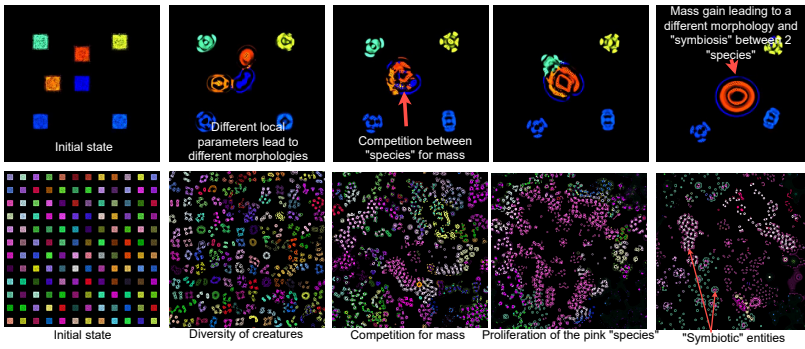 Initial state
Different local
parameters lead to
different morphologies
Competition between
"species" for mass
Mass gain leading to a
different morphology and
"symbiosis" between 2
"species"
Initial state
Diversity of creatures
Competition for mass
Proliferation of the pink "species"
"Symbiotic" entities